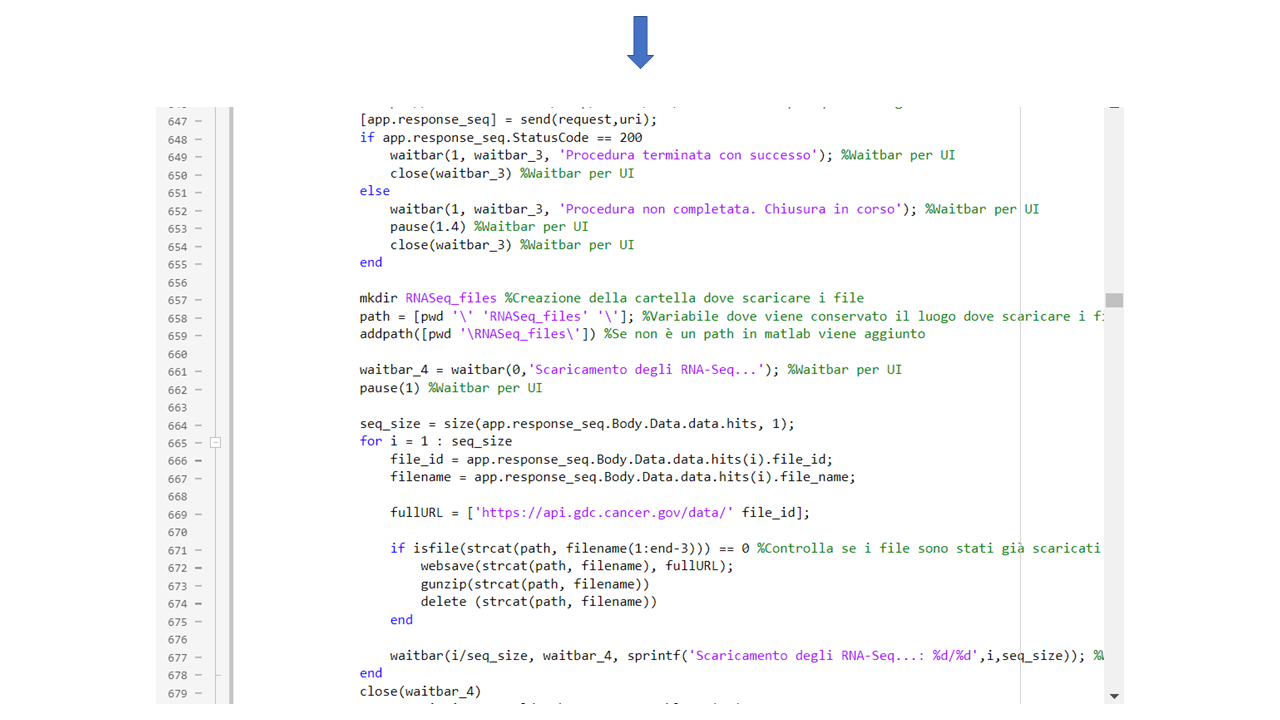 647 [app.response_seq] = send(request,uri);
648 if app.response_seq.StatusCode == 200
649 waitbar(1, waitbar_3, 'Procedura terminata con successo'); %Waitbar per UI
650 close(waitbar_3) %Waitbar per UI
651 else
652 waitbar(1, waitbar_3, 'Procedura non completata. Chiusura in corso'); %Waitbar per UI
653 pause(1.4) %Waitbar per UI
654 close(waitbar_3) %Waitbar per UI
655 end
656
657 mkdir RNASeq_files %Creazione della cartella dove scaricare i file
658 path = [pwd '\' 'RNASeq_files' '\']; %Variabile dove viene conservato il luogo dove scaricare i
659 addpath([pwd '\RNASeq_files\']) %Se non è un path in matlab viene aggiunto
660
661 waitbar_4 = waitbar(0,'Scaricamento degli RNA-Seq...'); %Waitbar per UI
662 pause(1) %Waitbar per UI
663
664 seq_size = size(app.response_seq.Body.Data.data.hits, 1);
665 for i = 1 : seq_size
666 file_id = app.response_seq.Body.Data.data.hits(i).file_id;
667 filename = app.response_seq.Body.Data.data.hits(i).file_name;
668
669 fullURL = ['https://api.gdc.cancer.gov/data/' file_id];
670
671 if isfile(strcat(path, filename(1:end-3))) == 0 %Controlla se i file sono stati già scaricati
672 websave(strcat(path, filename), fullURL);
673 gunzip(strcat(path, filename))
674 delete (strcat(path, filename))
675 end
676
677 waitbar(i/seq_size, waitbar_4, sprintf('Scaricamento degli RNA-Seq...: %d/%d',i,seq_size));
678 end
679 close(waitbar_4)